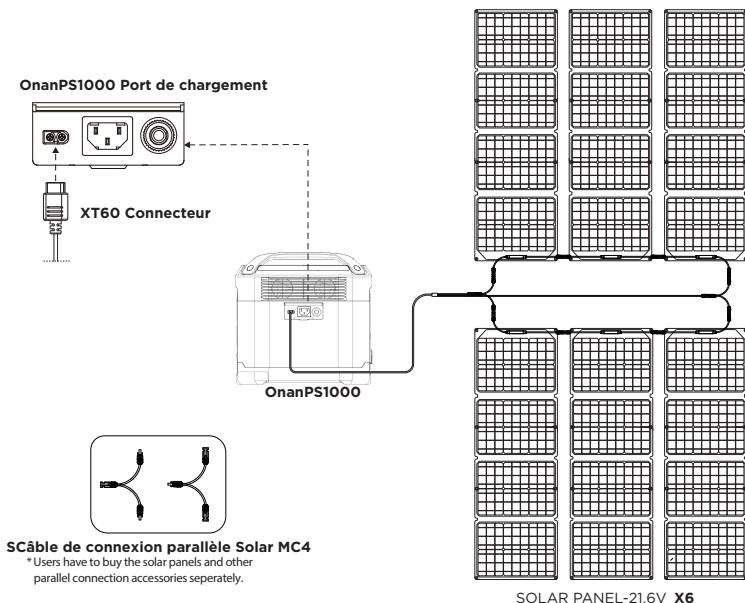 OnanPS1000 Port de chargement
XT60 Connecteur
OnanPS1000
SCâble de connexion parallèle Solar MC4
* Users have to buy the solar panels and other
parallel connection accessories seperately.
SOLAR PANEL-21.6V X6